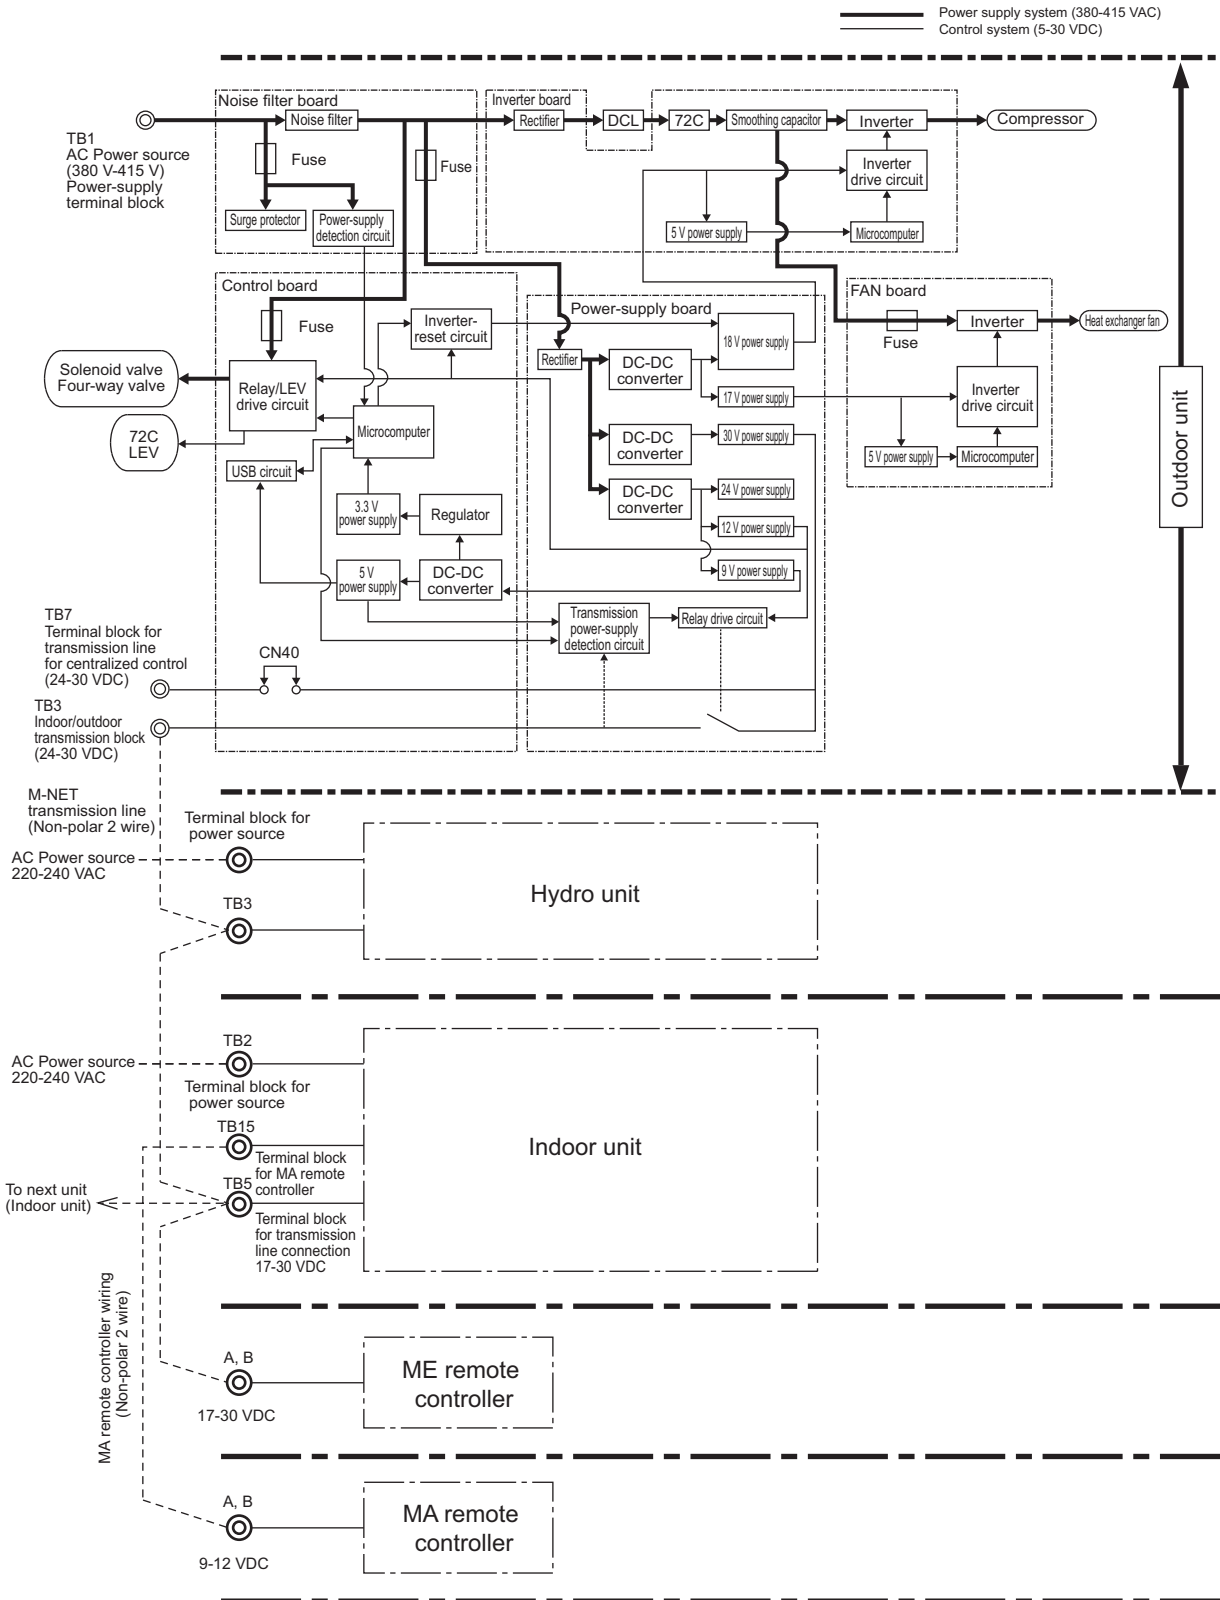 Power supply system (380-415 VAC)
Control system (5-30 VDC)
Noise filter board
Noise filter
TB1
AC Power source
(380 V-415 V)
Power-supply
terminal block
Fuse
Fuse
Surge protector
Power-supply
detection circuit
Inverter board
Rectifier
DCL
72C
Smoothing capacitor
Inverter
Compressor
Inverter
drive circuit
5 V power supply
Microcomputer
Control board
Fuse
Inverter-
reset circuit
Solenoid valve
Four-way valve
Relay/LEV
drive circuit
72C
LEV
Microcomputer
USB circuit
3.3 V
power supply
Regulator
5 V
power supply
DC-DC
converter
Power-supply board
Rectifier
DC-DC
converter
18 V power supply
17 V power supply
DC-DC
converter
30 V power supply
DC-DC
converter
24 V power supply
12 V power supply
9 V power supply
Transmission
power-supply
detection circuit
Relay drive circuit
FAN board
Fuse
Inverter
Heat exchanger fan
Inverter
drive circuit
5 V power supply
Microcomputer
Outdoor unit
TB7
Terminal block for
transmission line
for centralized control
(24-30 VDC)
CN40
TB3
Indoor/outdoor
transmission block
(24-30 VDC)
M-NET
transmission line
(Non-polar 2 wire)
Terminal block for
power source
AC Power source
220-240 VAC
TB3
Hydro unit
TB2
AC Power source
220-240 VAC
Terminal block for
power source
TB15
Terminal block
for MA remote
controller
Indoor unit
To next unit
(Indoor unit)
TB5
Terminal block
for transmission
line connection
17-30 VDC
MA remote controller wiring
(Non-polar 2 wire)
A, B
17-30 VDC
ME remote
controller
A, B
9-12 VDC
MA remote
controller